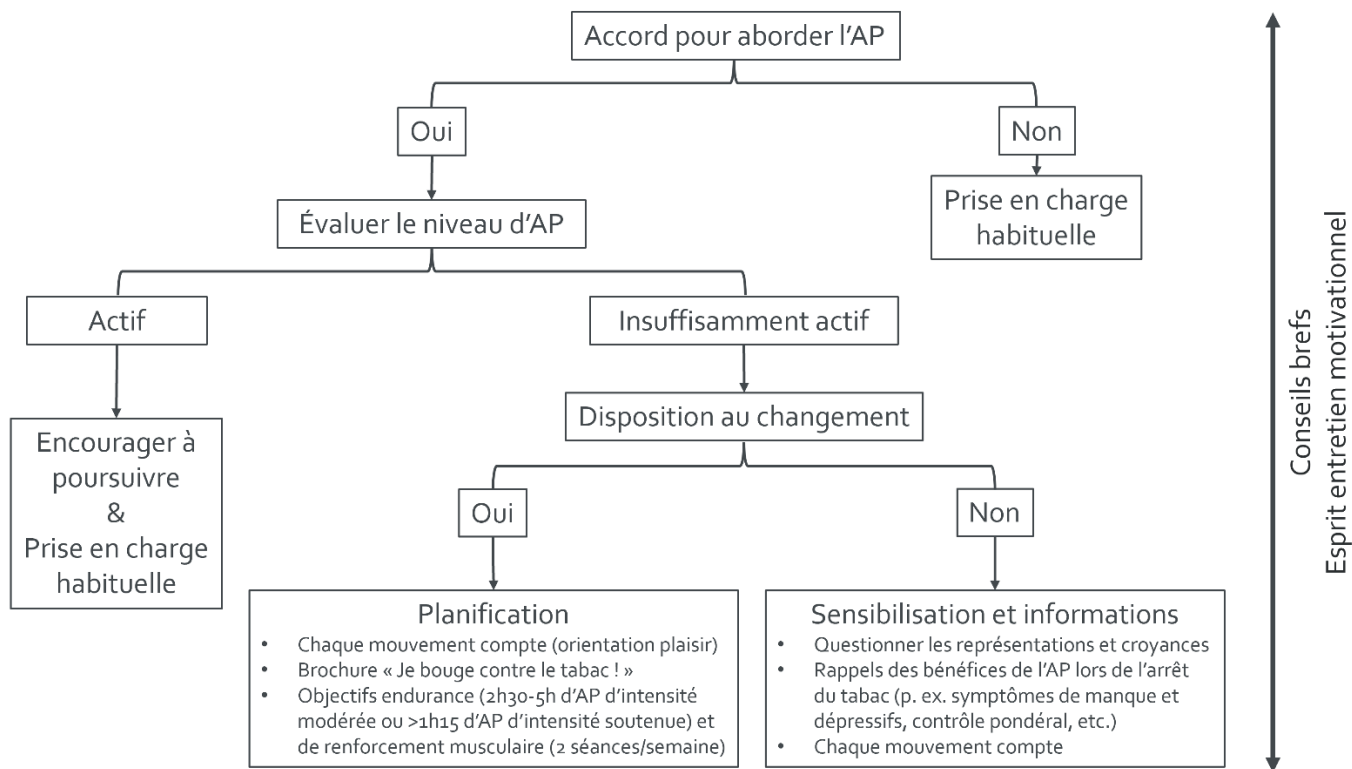 Accord pour aborder l'AP
Oui
Non
Prise en charge
habituelle
Évaluer le niveau d'AP
Actif
Insuffisamment actif
Encourager à
poursuivre
&
Prise en charge
habituelle
Disposition au changement
Oui
Non
Planification
• Chaque mouvement compte (orientation plaisir)
• Brochure « Je bouge contre le tabac ! »
• Objectifs endurance (2h30-5h d'AP d'intensité
modérée ou >1h15 d'AP d'intensité soutenue) et
de renforcement musculaire (2 séances/semaine)
Sensibilisation et informations
• Questionner les représentations et croyances
• Rappels des bénéfices de l'AP lors de l'arrêt
du tabac (p. ex. symptômes de manque et
dépressifs, contrôle pondéral, etc.)
• Chaque mouvement compte
Conseils brefs
Esprit entretien motivationnel